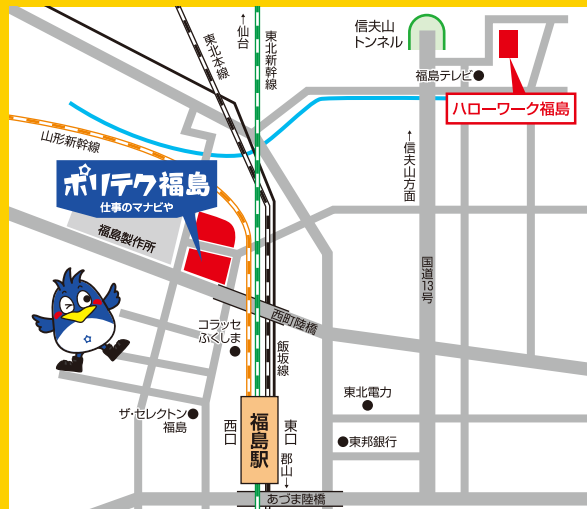 信夫山
トンネル
↑仙台
東北新幹線
東北本線
福島テレビ
ハローワーク福島
山形新幹線
↑信夫山方面
ポリテク福島
仕事のマナビや
福島製作所
国道13号
西町陸橋
コラッセ
ふくしま
飯坂線
東北電力
ザ・セレクトン
福島
西口
福島駅
東口
東邦銀行
郡山↓
あづま陸橋